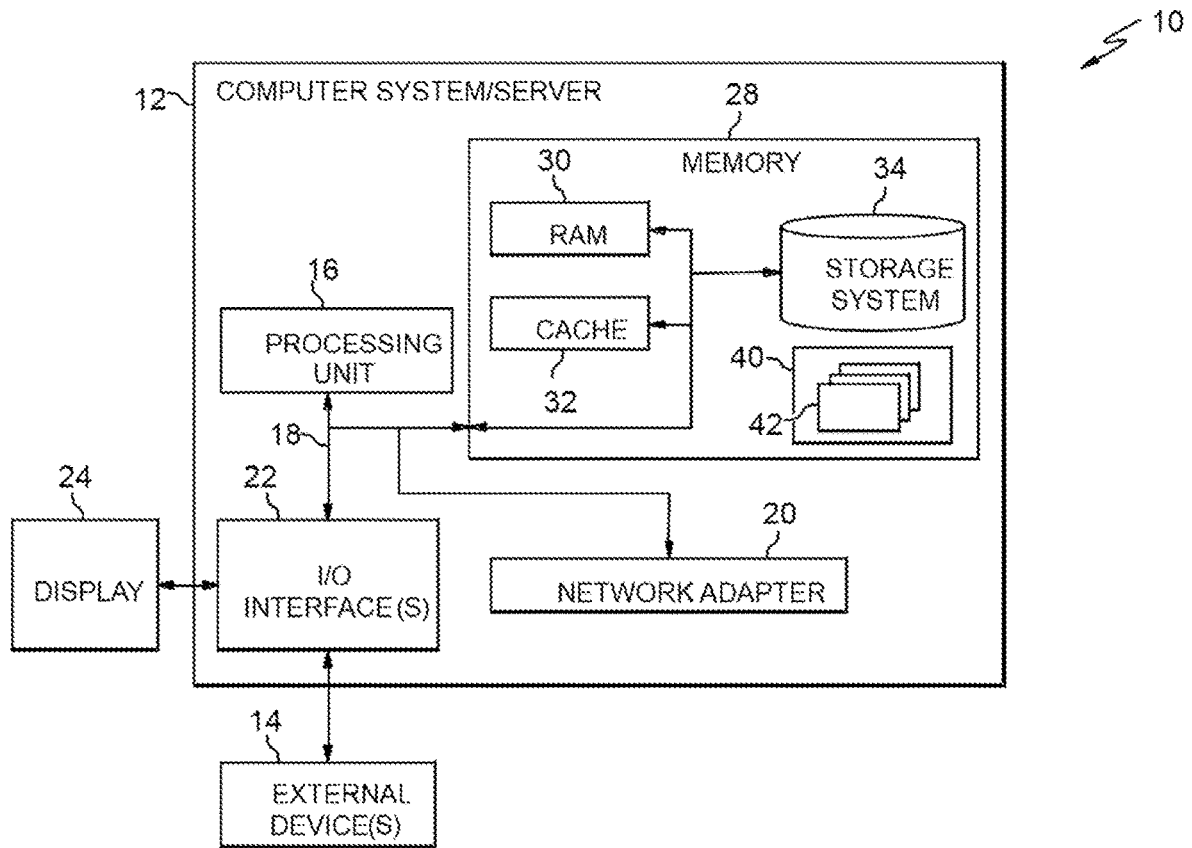 10
12
COMPUTER SYSTEM/SERVER
28
MEMORY
30
RAM
34
STORAGE
SYSTEM
16
PROCESSING
UNIT
CACHE
32
40
42
18
24
22
20
DISPLAY
I/O
INTERFACE(S)
NETWORK ADAPTER
14
EXTERNAL
DEVICE(S)